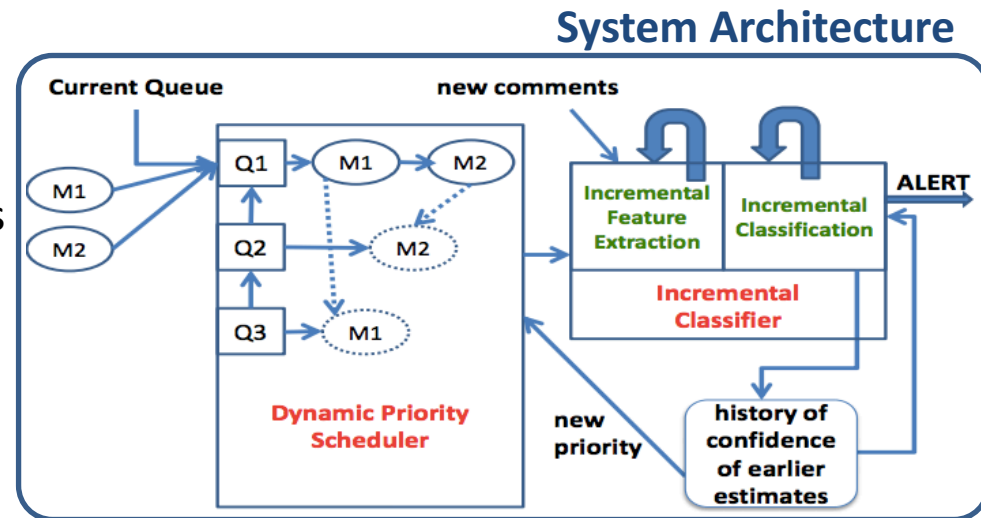 System Architecture
Current Queue
new comments
M1
M2
S
Q1
M1
M2
Q2
M2
Q3
M1
Dynamic Priority
Scheduler
Incremental
Feature
Extraction
Incremental
Classification
Incremental
Classifier
ALERT
new
priority
history of
confidence
of earlier
estimates